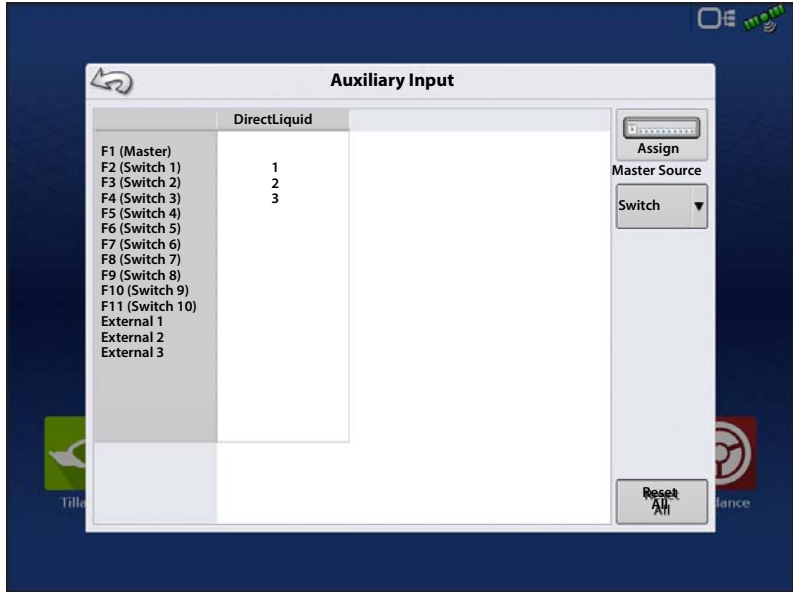 Auxiliary Input
DirectLiquid
F1 (Master)
F2 (Switch 1) 1
F3 (Switch 2) 2
F4 (Switch 3) 3
F5 (Switch 4)
F6 (Switch 5)
F7 (Switch 6)
F8 (Switch 7)
F9 (Switch 8)
F10 (Switch 9)
F11 (Switch 10)
External 1
External 2
External 3
Assign
Master Source
Switch
Reset
All
Tilla
dance